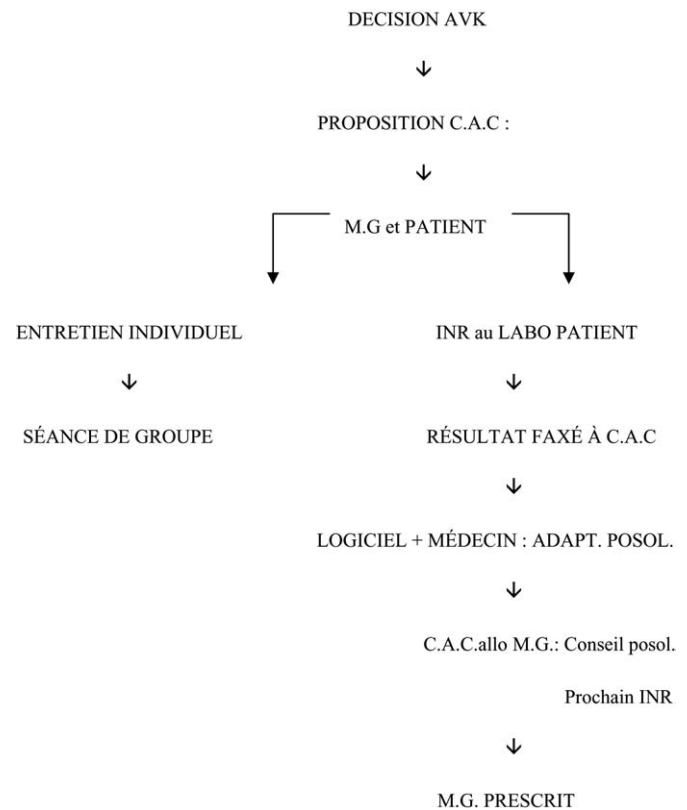 DECISION AVK
↓
PROPOSITION C.A.C :
↓
M.G et PATIENT
ENTRETIEN INDIVIDUEL
↓
SÉANCE DE GROUPE
INR au LABO PATIENT
↓
RÉSULTAT FAXÉ À C.A.C
↓
LOGICIEL + MÉDECIN : ADAPT. POSOL.
↓
C.A.C.allo M.G.: Conseil posol.
Prochain INR
↓
M.G. PRESCRIT